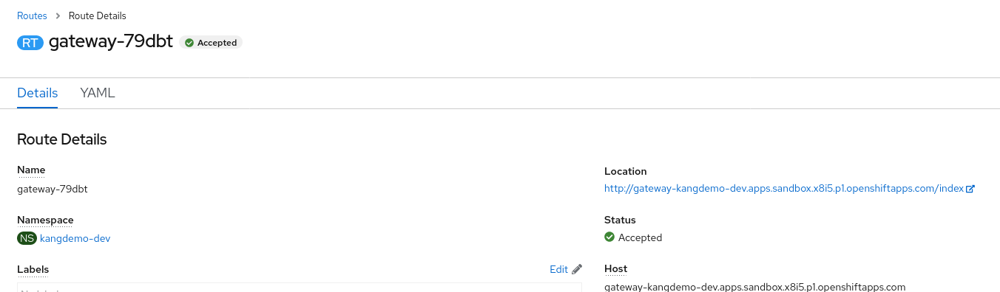 Routes > Route Details
RT gateway-79dbt Accepted
Details YAML
Route Details
Name
gateway-79dbt
Namespace
NS kangdemo-dev
Labels Edit
Location
http://gateway-kangdemo-dev.apps.sandbox.x8i5.p1.openshiftapps.com/index
Status
Accepted
Host
gateway-kangdemo-dev.apps.sandbox.x8i5.p1.openshiftapps.com